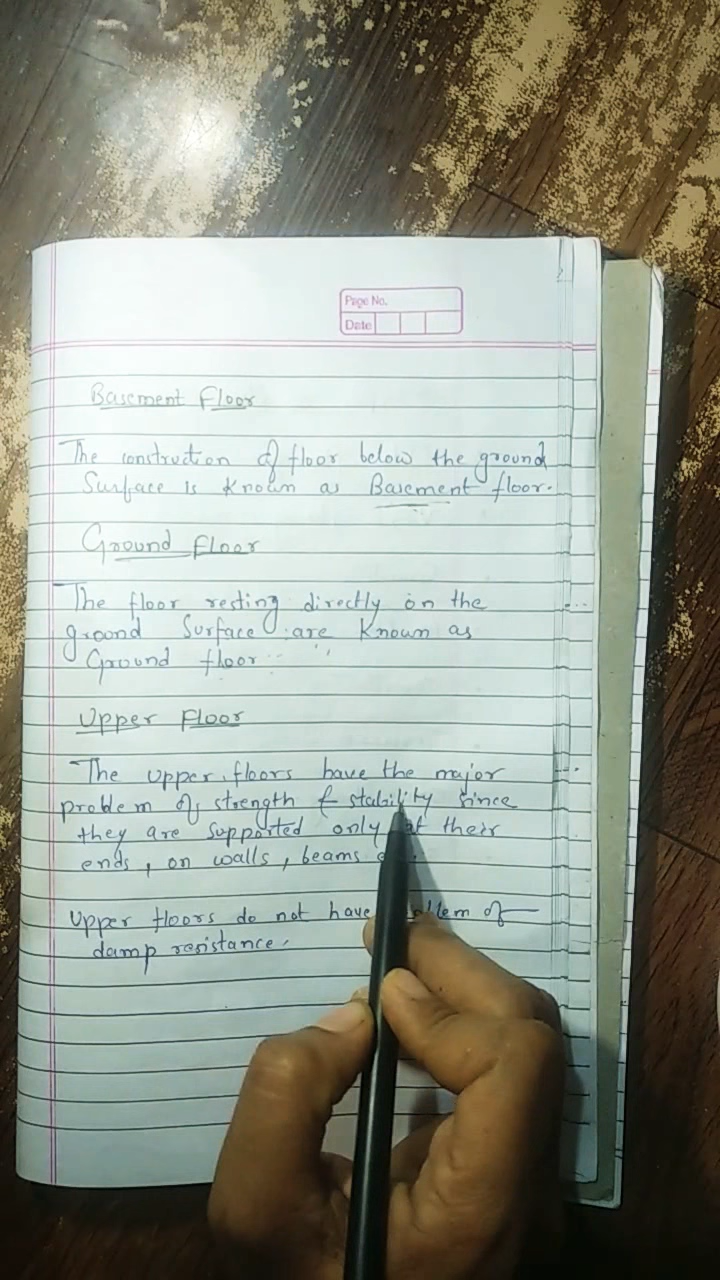 Page No.
Date
Basement Floor
The construction of floor below the ground
Surface is Known as Basement floor.
Ground Floor
The floor resting directly on the
ground Surface are Known as
Ground floor
Upper Floor
The upper floors have the major
problem of strength & stability since
they are supported only at their
ends, on walls, beams
Upper floors do not have of
damp resistance.